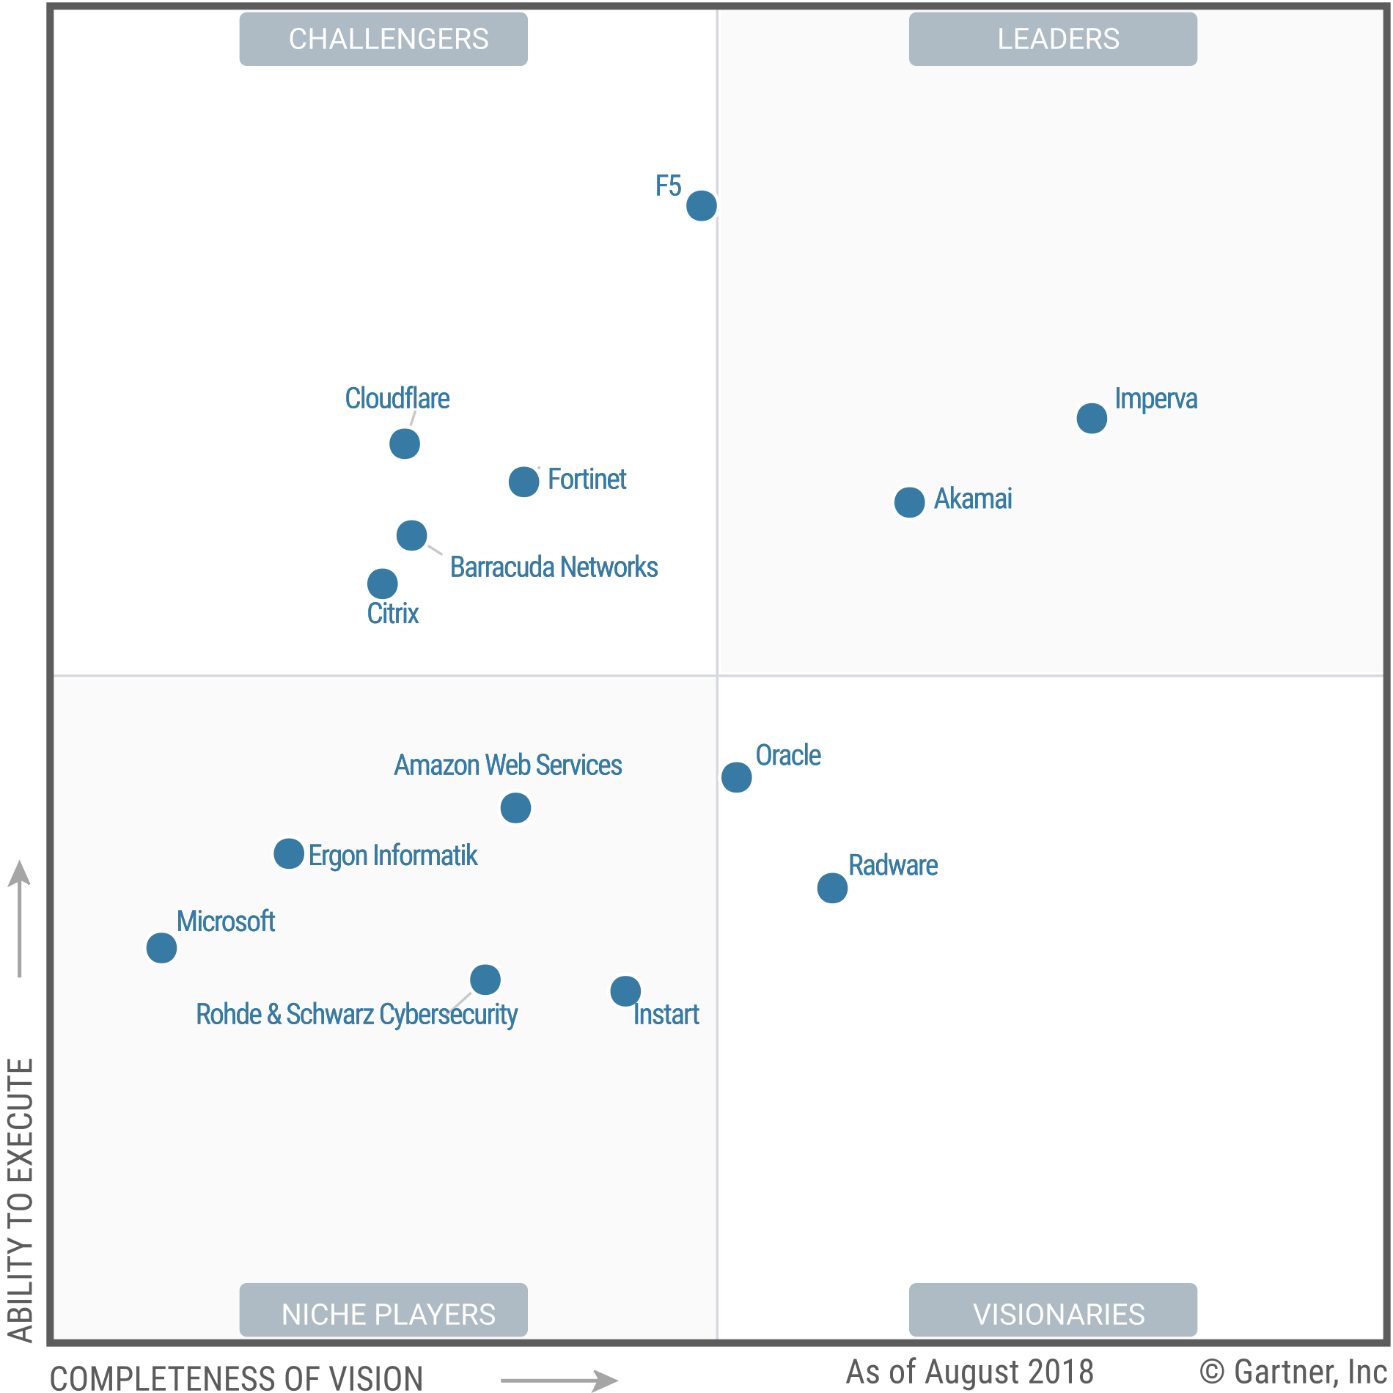 CHALLENGERS
LEADERS
F5
Cloudflare
Imperva
Fortinet
Akamai
Barracuda Networks
Citrix
Oracle
Amazon Web Services
Ergon Informatik
Radware
Microsoft
Rohde & Schwarz Cybersecurity
Instart
ABILITY TO EXECUTE
NICHE PLAYERS
VISIONARIES
COMPLETENESS OF VISION
As of August 2018
© Gartner, Inc